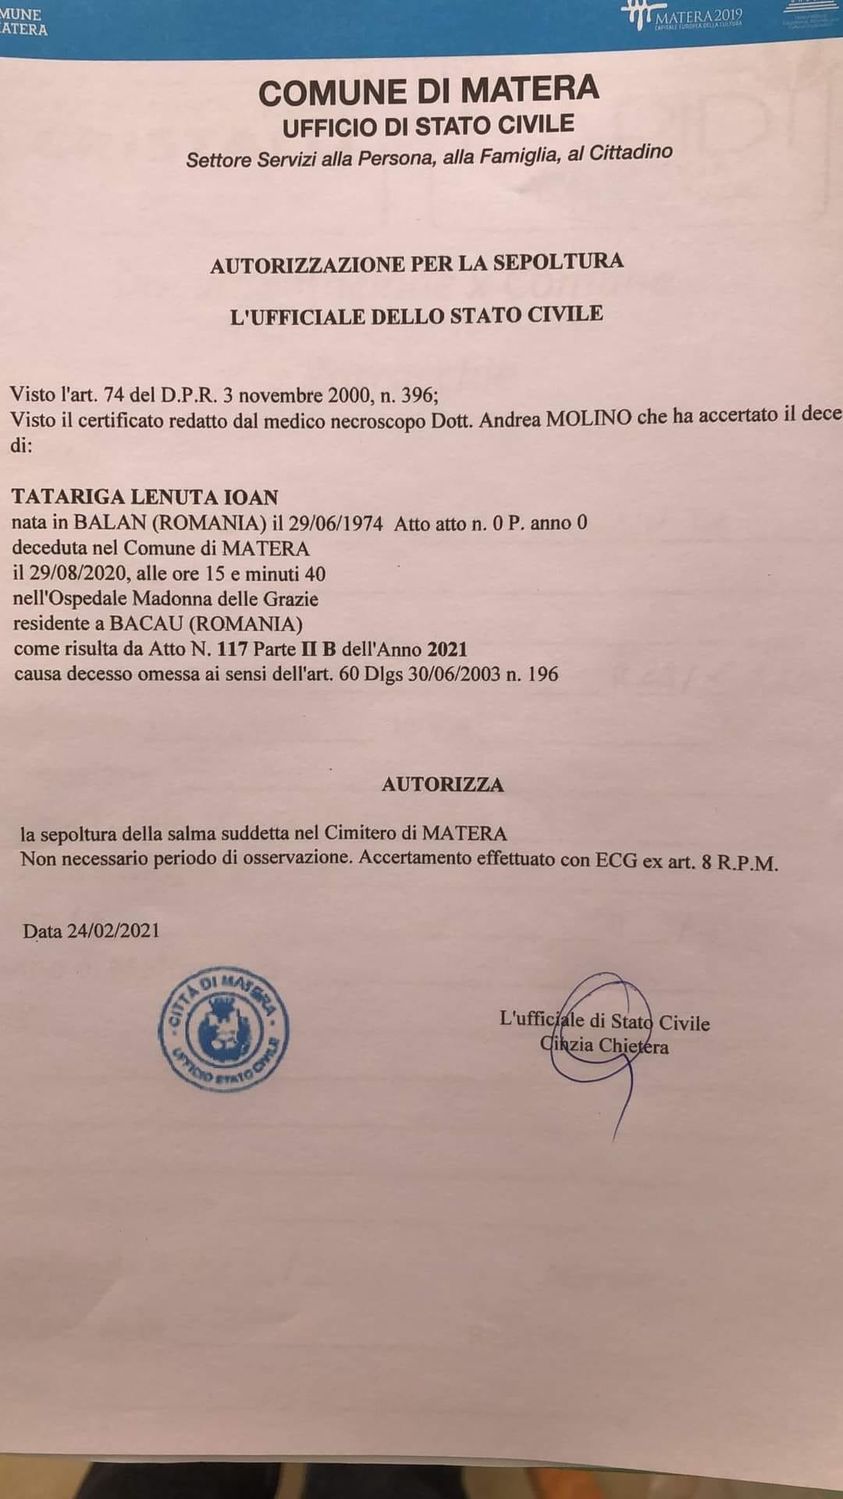 MUNE
ATERA
MATERA2019
CAPITALE EUROPEA DELLA CULTURA
COMUNE DI MATERA
UFFICIO DI STATO CIVILE
Settore Servizi alla Persona, alla Famiglia, al Cittadino
AUTORIZZAZIONE PER LA SEPOLTURA
L'UFFICIALE DELLO STATO CIVILE
Visto l'art. 74 del D.P.R. 3 novembre 2000, n. 396;
Visto il certificato redatto dal medico necroscopo Dott. Andrea MOLINO che ha accertato il dece
di:
TATARIGA LENUTA IOAN
nata in BALAN (ROMANIA) il 29/06/1974 Atto atto n. 0 P. anno 0
deceduta nel Comune di MATERA
il 29/08/2020, alle ore 15 e minuti 40
nell'Ospedale Madonna delle Grazie
residente a BACAU (ROMANIA)
come risulta da Atto N. 117 Parte II B dell'Anno 2021
causa decesso omessa ai sensi dell'art. 60 Dlgs 30/06/2003 n. 196
AUTORIZZA
la sepoltura della salma suddetta nel Cimitero di MATERA
Non necessario periodo di osservazione. Accertamento effettuato con ECG ex art. 8 R.P.M.
Data 24/02/2021
CITTÀ DI MATERA
UFFICIO STATO CIVILE
L'ufficiale di Stato Civile
Cinzia Chietera